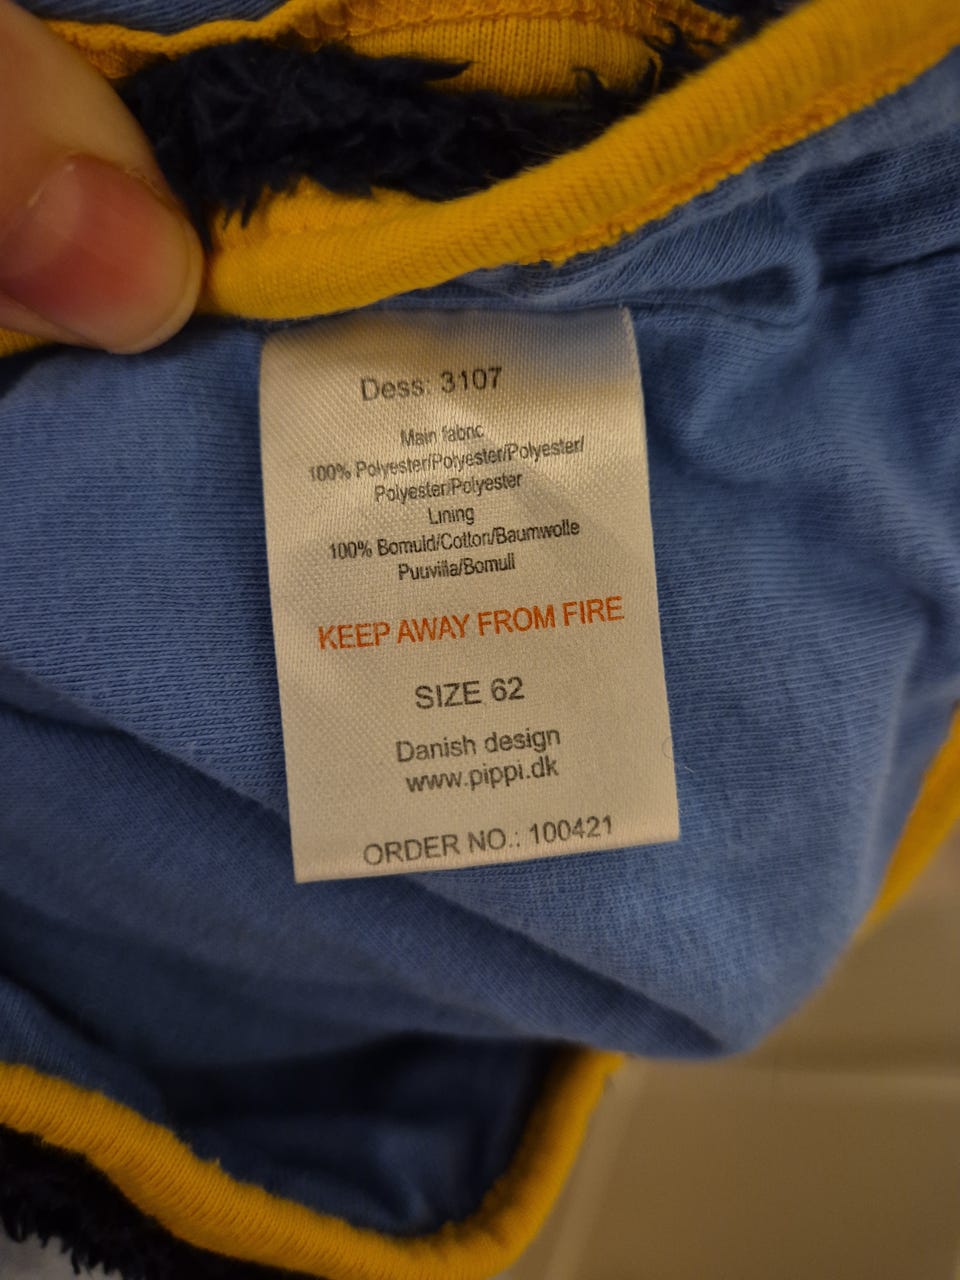 Dess: 3107
Main fabric
100% Polyester/Polyester/Polyester/
Polyester/Polyester
Lining
100% Bomuld/Cotton/Baumwolle
Puuvilla/Bomull
KEEP AWAY FROM FIRE
SIZE 62
Danish design
www.pippi.dk
ORDER NO.: 100421